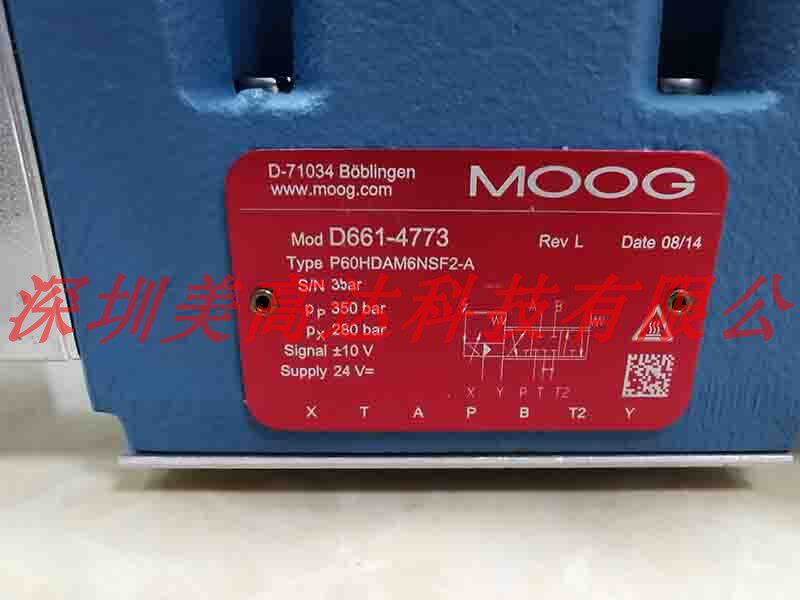 D-71034 Böblingen
www.moog.com
MOOG
Mod D661-4773 Rev L Date 08/14
Type P60HDAM6NSF2-A
S/N 3bar
pP 350 bar
pX 280 bar
Signal ±10 V
Supply 24 V=
A B
X Y P T T2
X T A P B T2 Y
深圳美高达科技有限公